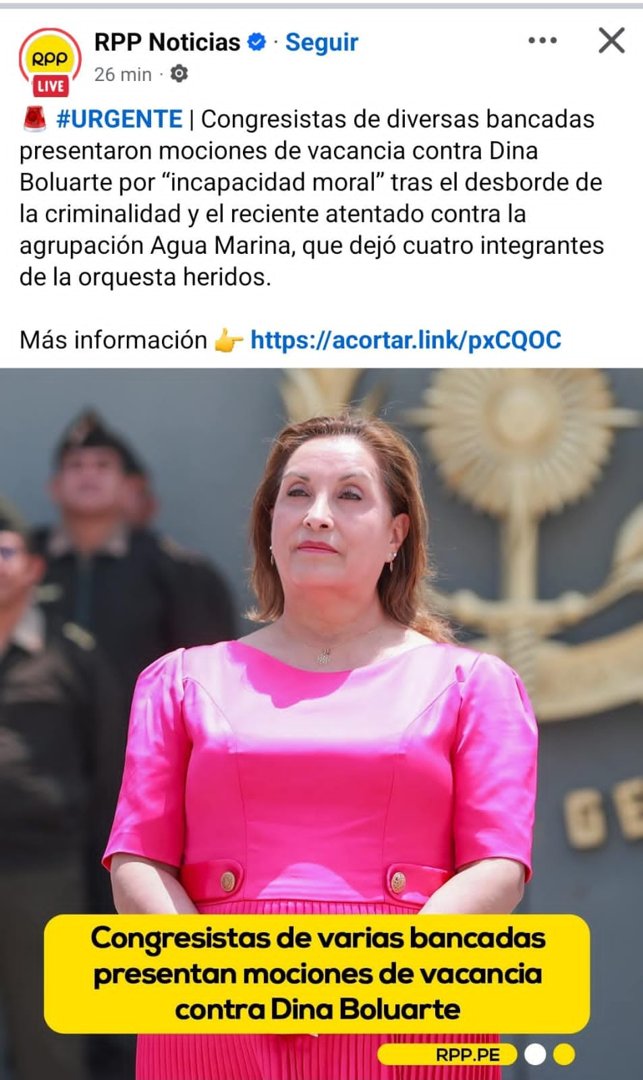 RPP
LIVE
RPP Noticias · Seguir
26 min ·
#URGENTE | Congresistas de diversas bancadas
presentaron mociones de vacancia contra Dina
Boluarte por “incapacidad moral” tras el desborde de
la criminalidad y el reciente atentado contra la
agrupación Agua Marina, que dejó cuatro integrantes
de la orquesta heridos.
Más información 👉 https://acortar.link/pxCQOC
GE
Congresistas de varias bancadas
presentan mociones de vacancia
contra Dina Boluarte
RPP.PE